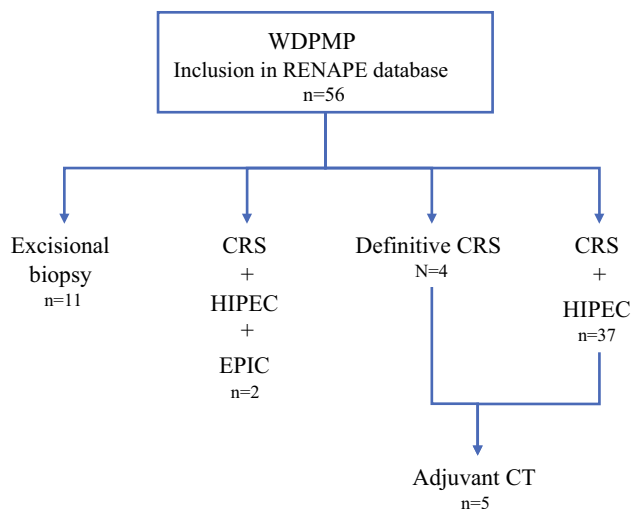 WDPMP
Inclusion in RENAPE database
n=56
Excisional
biopsy
n=11
CRS
+
HIPEC
+
EPIC
n=2
Definitive CRS
N=4
CRS
+
HIPEC
n=37
Adjuvant CT
n=5